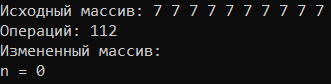 Исходный массив: 7 7 7 7 7 7 7 7 7 7
Операций: 112
Измененный массив:
n = 0